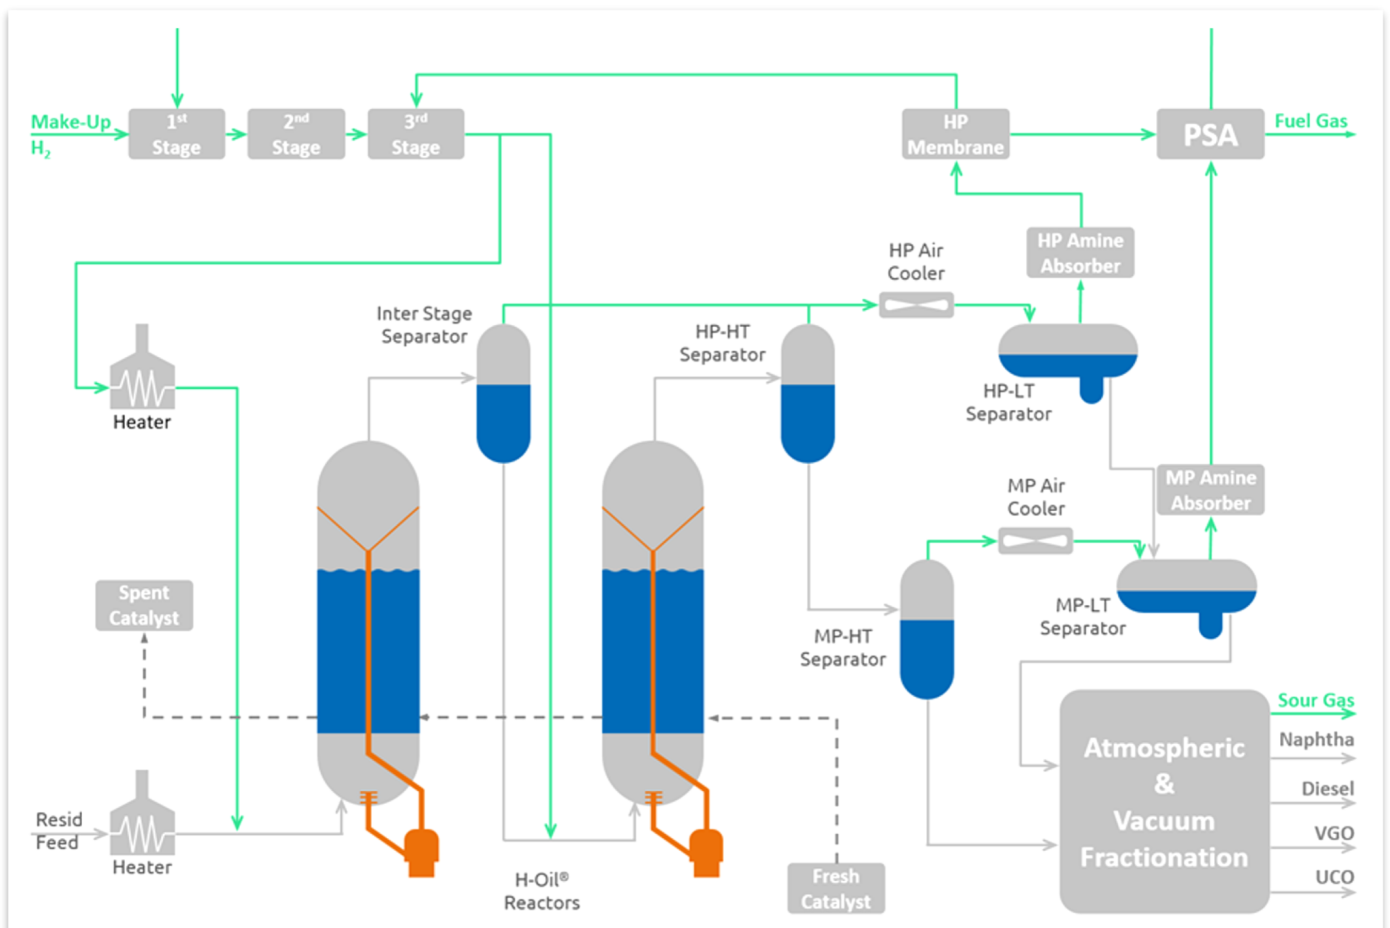 Make-Up
H2
1st
Stage
2nd
Stage
3rd
Stage
HP
Membrane
PSA
Fuel Gas
HP Amine
Absorber
HP Air
Cooler
Inter Stage
Separator
HP-HT
Separator
Heater
HP-LT
Separator
MP Amine
Absorber
MP Air
Cooler
Spent
Catalyst
MP-LT
Separator
MP-HT
Separator
Sour Gas
Naphtha
Diesel
VGO
UCO
Atmospheric
&
Vacuum
Fractionation
Resid
Feed
Heater
H-Oil®
Reactors
Fresh
Catalyst